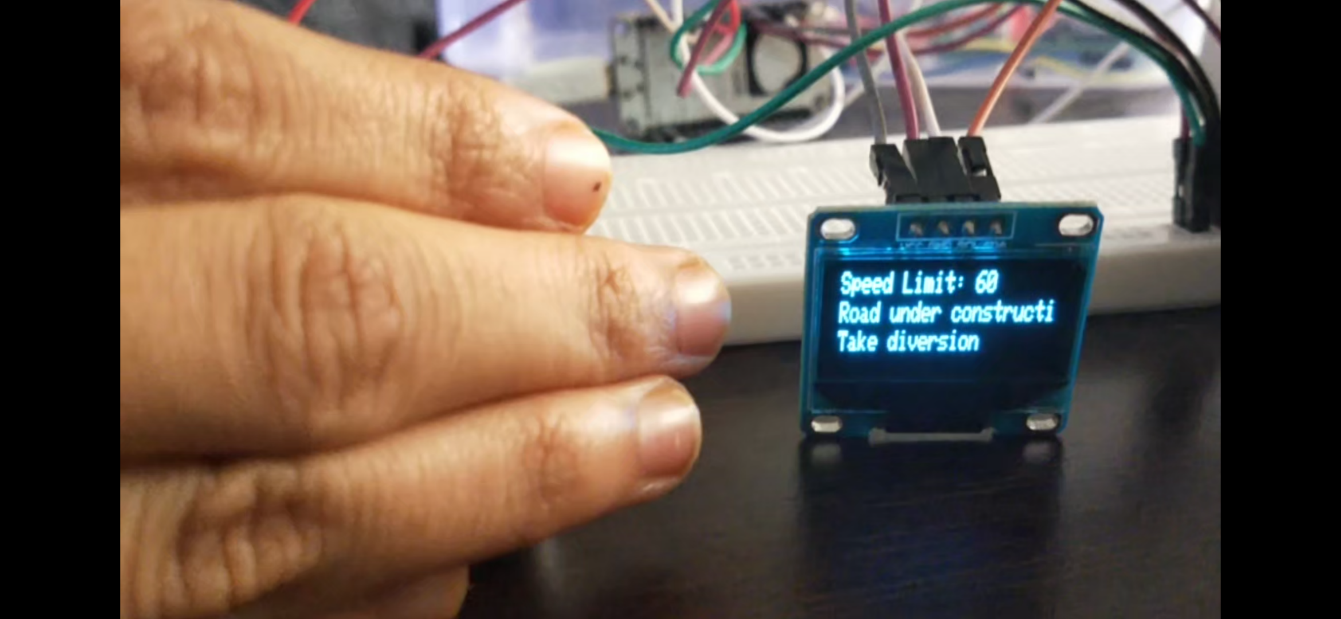 Speed Limit: 60
Road under constructi
Take diversion